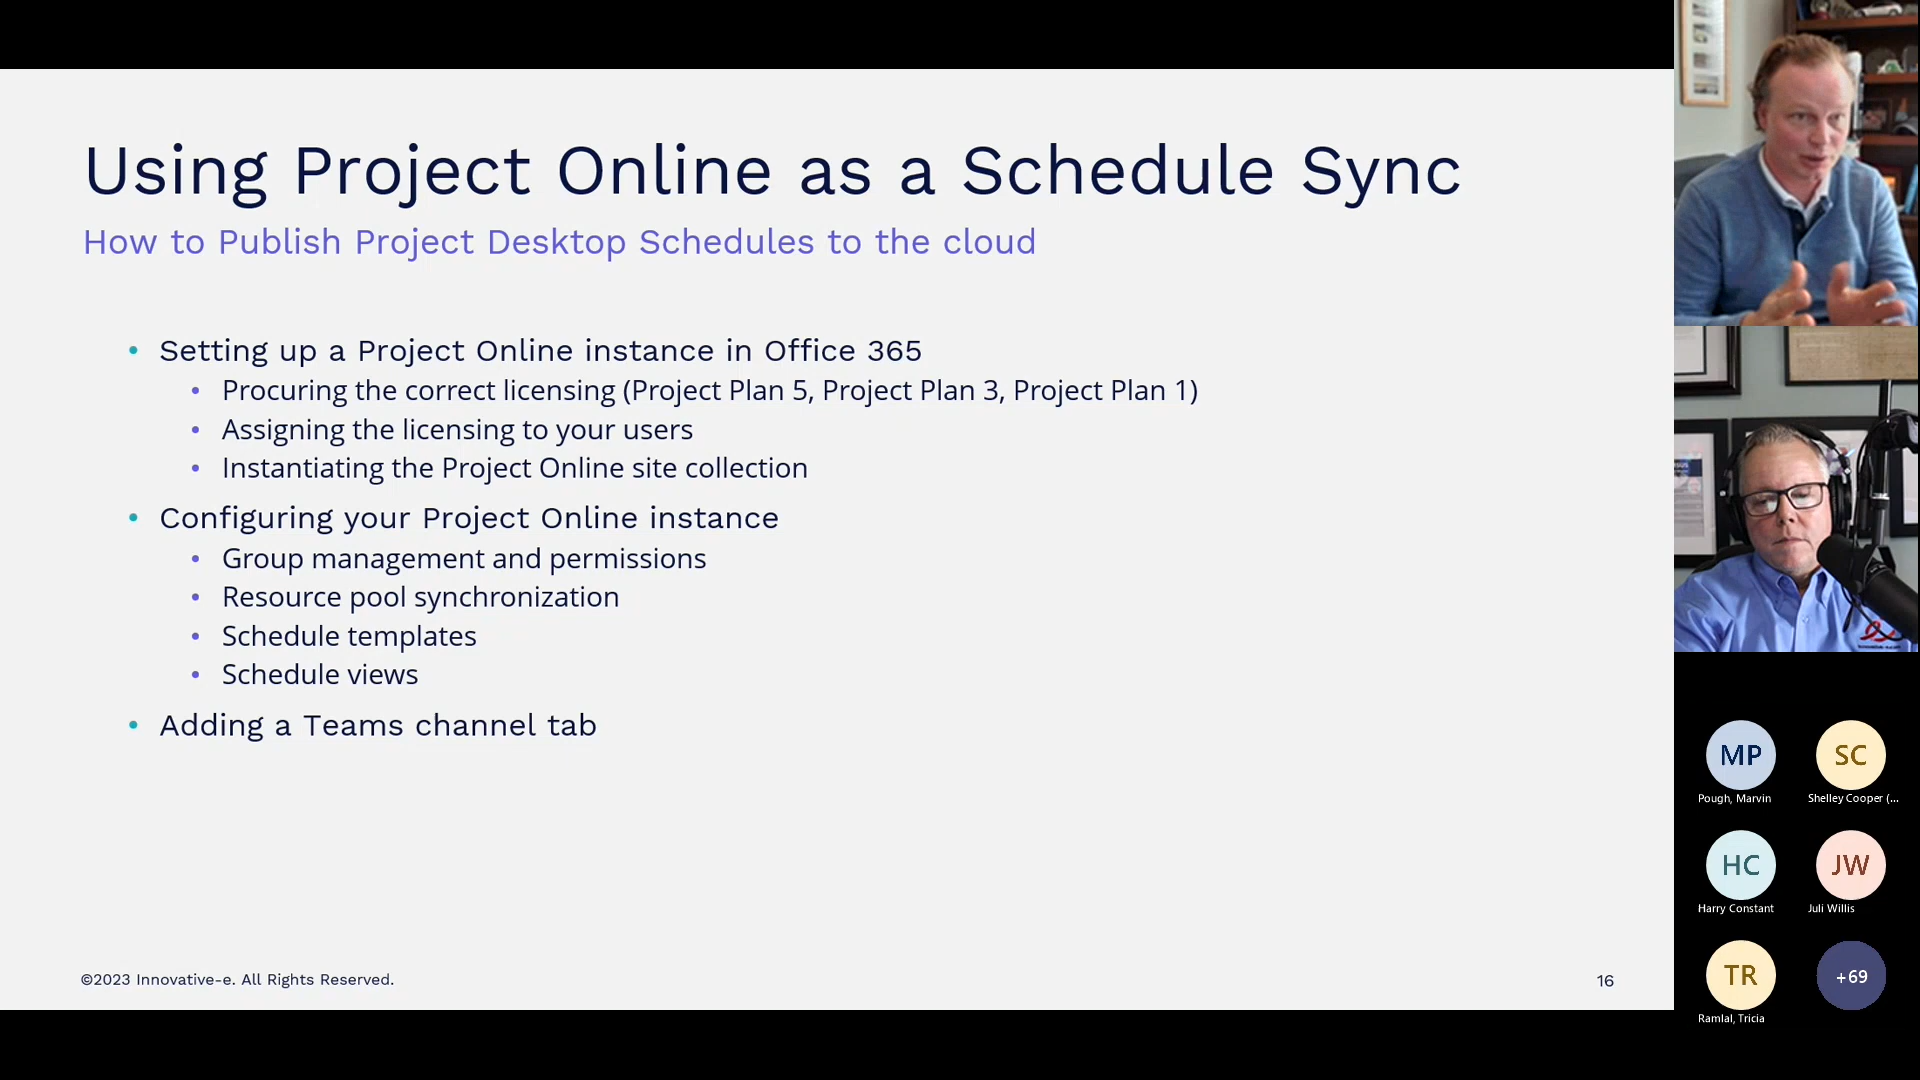 Using Project Online as a Schedule Sync
How to Publish Project Desktop Schedules to the cloud
• Setting up a Project Online instance in Office 365
• Procuring the correct licensing (Project Plan 5, Project Plan 3, Project Plan 1)
• Assigning the licensing to your users
• Instantiating the Project Online site collection
• Configuring your Project Online instance
• Group management and permissions
• Resource pool synchronization
• Schedule templates
• Schedule views
• Adding a Teams channel tab
©2023 Innovative-e. All Rights Reserved.
16
MP
Pough, Marvin
SC
Shelley Cooper (...
HC
Harry Constant
JW
Juli Willis
TR
Ramlal, Tricia
+69